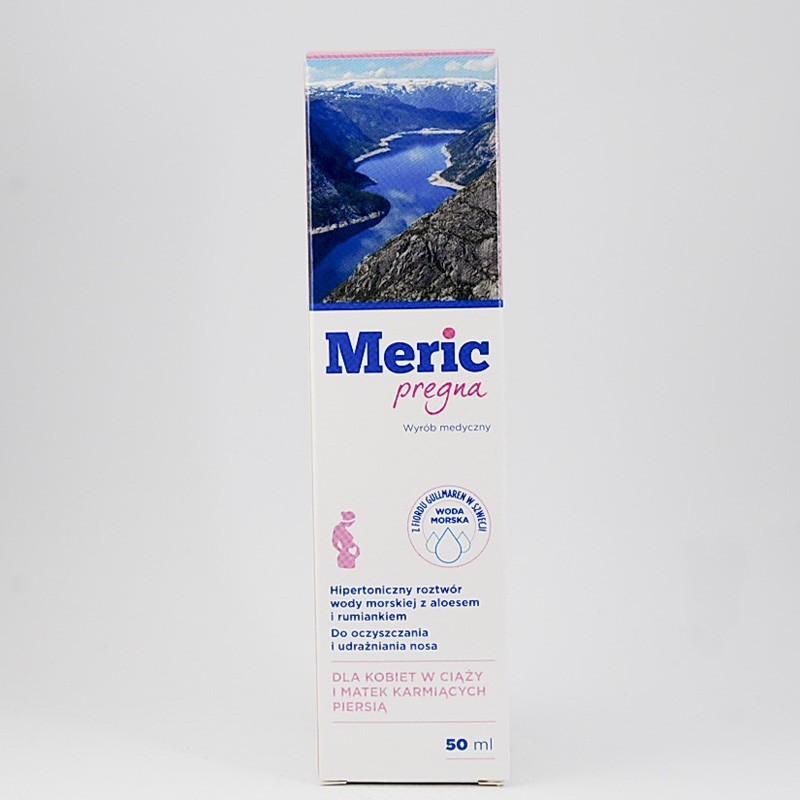 Meric
pregna
Wyrób medyczny
Z FIORDU GULLMAREN W SZWECJI
WODA
MORSKA
Hipertoniczny roztwór
wody morskiej z aloesem
i rumiankiem
Do oczyszczania
i udrażniania nosa
DLA KOBIET W CIĄŻY
I MATEK KARMIĄCYCH
PIERSIĄ
50 ml